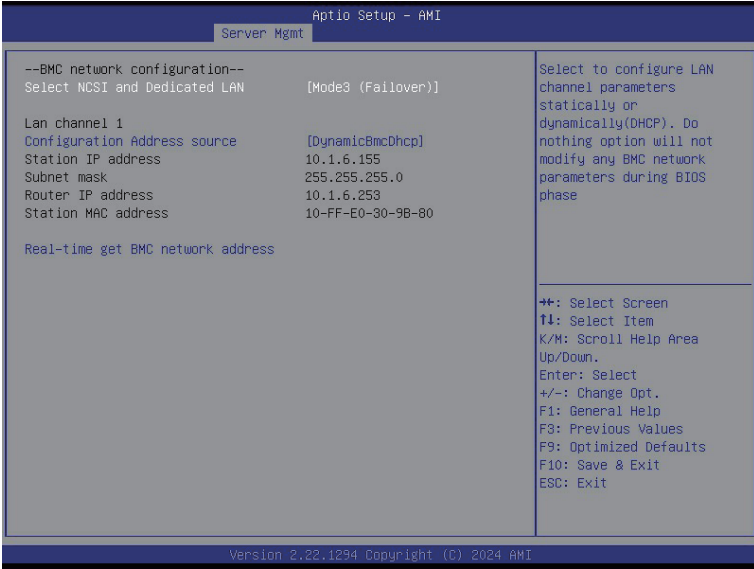 Aptio Setup – AMI
Server Mgmt
--BMC network configuration--
Select NCSI and Dedicated LAN [Mode3 (Failover)]
Lan channel 1
Configuration Address source [DynamicBmcDhcp]
Station IP address 10.1.6.155
Subnet mask 255.255.255.0
Router IP address 10.1.6.253
Station MAC address 10-FF-E0-30-9B-80
Real-time get BMC network address
Select to configure LAN
channel parameters
statically or
dynamically(DHCP). Do
nothing option will not
modify any BMC network
parameters during BIOS
phase
→←: Select Screen
↑↓: Select Item
K/M: Scroll Help Area
Up/Down.
Enter: Select
+/-: Change Opt.
F1: General Help
F3: Previous Values
F9: Optimized Defaults
F10: Save & Exit
ESC: Exit
Version 2.22.1294 Copyright (C) 2024 AMI